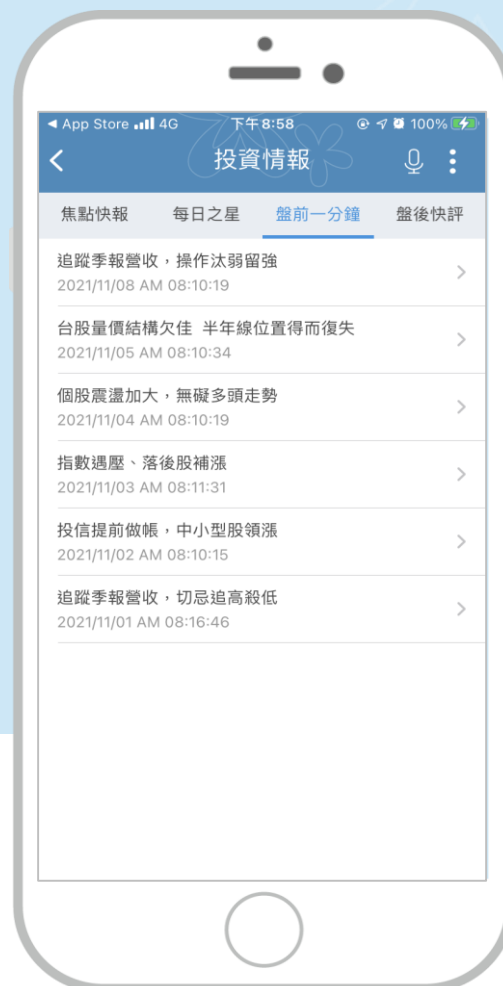 App Store 4G 下午8:58 100%
投資情報
焦點快報 每日之星 盤前一分鐘 盤後快評
追蹤季報營收，操作汰弱留強
2021/11/08 AM 08:10:19
台股量價結構欠佳 半年線位置得而復失
2021/11/05 AM 08:10:34
個股震盪加大，無礙多頭走勢
2021/11/04 AM 08:10:19
指數遇壓、落後股補漲
2021/11/03 AM 08:11:31
投信提前做帳，中小型股領漲
2021/11/02 AM 08:10:15
追蹤季報營收，切忌追高殺低
2021/11/01 AM 08:16:46